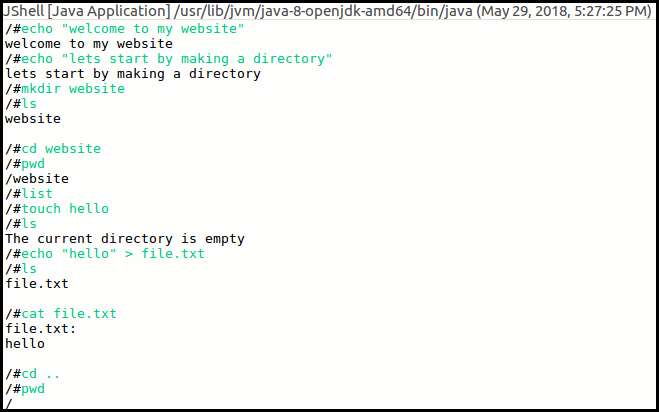 JShell [Java Application] /usr/lib/jvm/java-8-openjdk-amd64/bin/java (May 29, 2018, 5:27:25 PM)
/#echo "welcome to my website"
welcome to my website
/#echo "lets start by making a directory"
lets start by making a directory
/#mkdir website
/#ls
website
/#cd website
/#pwd
/website
/#list
/#touch hello
/#ls
The current directory is empty
/#echo "hello" > file.txt
/#ls
file.txt
/#cat file.txt
file.txt:
hello
/#cd ..
/#pwd
/